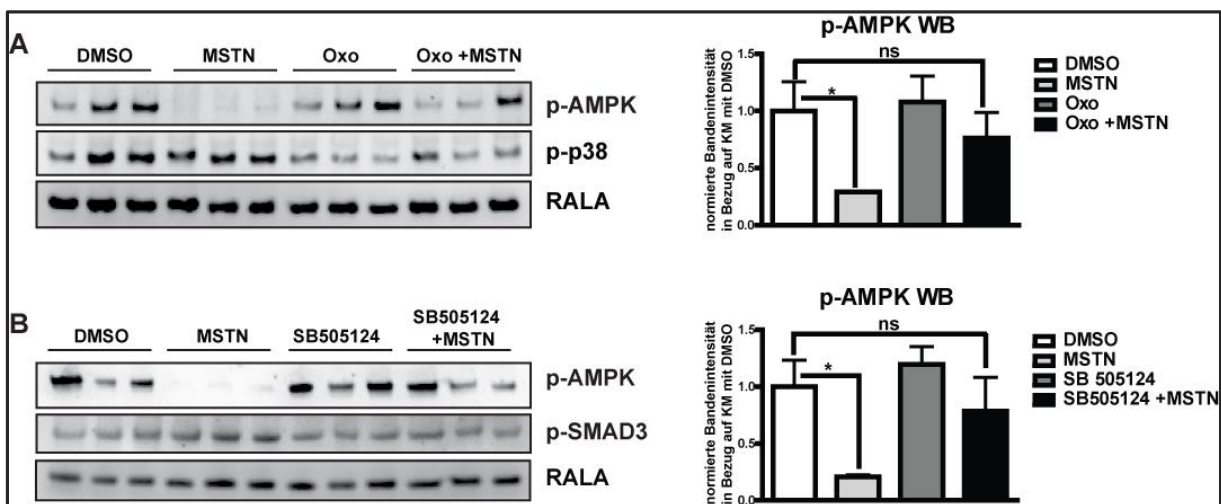 A
DMSO MSTN Oxo Oxo +MSTN
p-AMPK
p-p38
RALA
p-AMPK WB
normierte Bandenintensität
in Bezug auf KM mit DMSO
1.5
1.0
0.5
0.0
ns
*
DMSO
MSTN
Oxo
Oxo +MSTN
B
DMSO MSTN SB505124 SB505124
+MSTN
p-AMPK
p-SMAD3
RALA
p-AMPK WB
normierte Bandenintensität
in Bezug auf KM mit DMSO
1.5
1.0
0.5
0.0
ns
*
DMSO
MSTN
SB 505124
SB505124 +MSTN